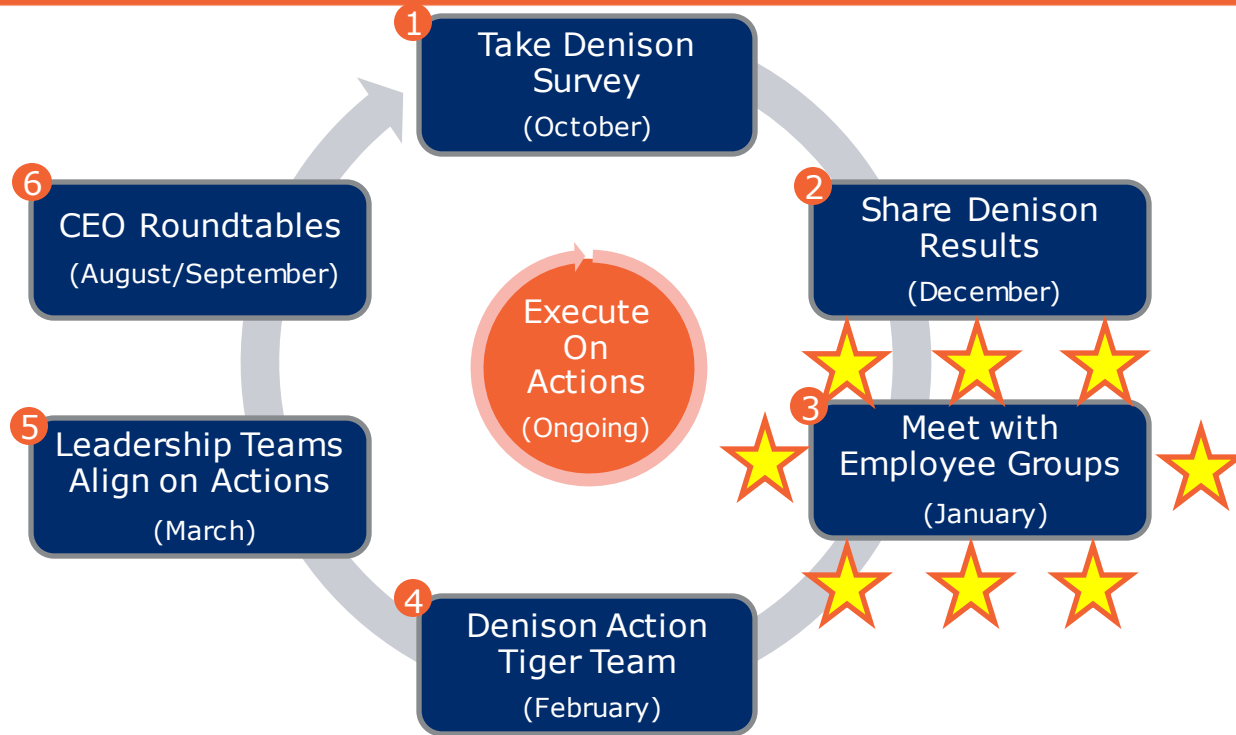 1
Take Denison
Survey
(October)
2
Share Denison
Results
(December)
3
Meet with
Employee Groups
(January)
4
Denison Action
Tiger Team
(February)
5
Leadership Teams
Align on Actions
(March)
6
CEO Roundtables
(August/September)
Execute
On
Actions
(Ongoing)